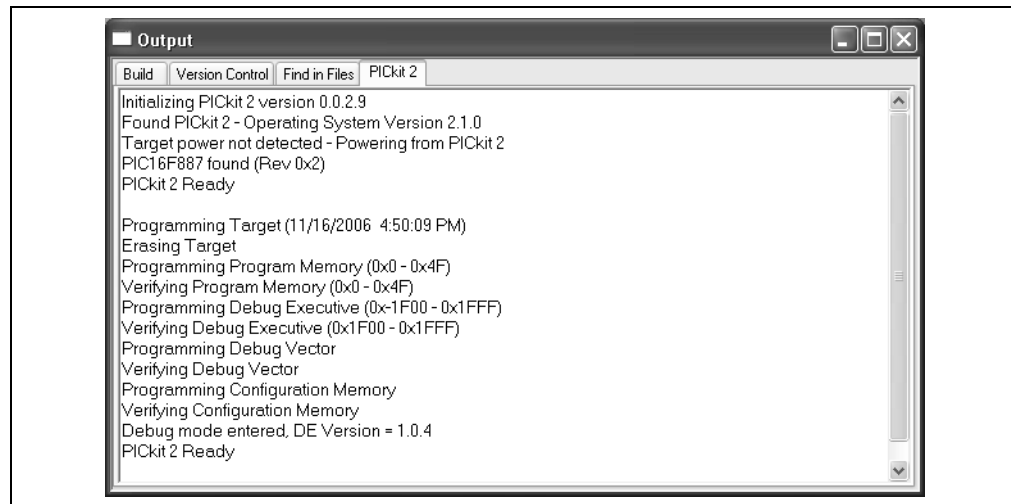 Output
Build Version Control Find in Files PICkit 2
Initializing PICkit 2 version 0.0.2.9
Found PICkit 2 - Operating System Version 2.1.0
Target power not detected - Powering from PICkit 2
PIC16F887 found (Rev 0x2)
PICkit 2 Ready
Programming Target (11/16/2006 4:50:09 PM)
Erasing Target
Programming Program Memory (0x0 - 0x4F)
Verifying Program Memory (0x0 - 0x4F)
Programming Debug Executive (0x-1F00 - 0x1FFF)
Verifying Debug Executive (0x1F00 - 0x1FFF)
Programming Debug Vector
Verifying Debug Vector
Programming Configuration Memory
Verifying Configuration Memory
Debug mode entered, DE Version = 1.0.4
PICkit 2 Ready